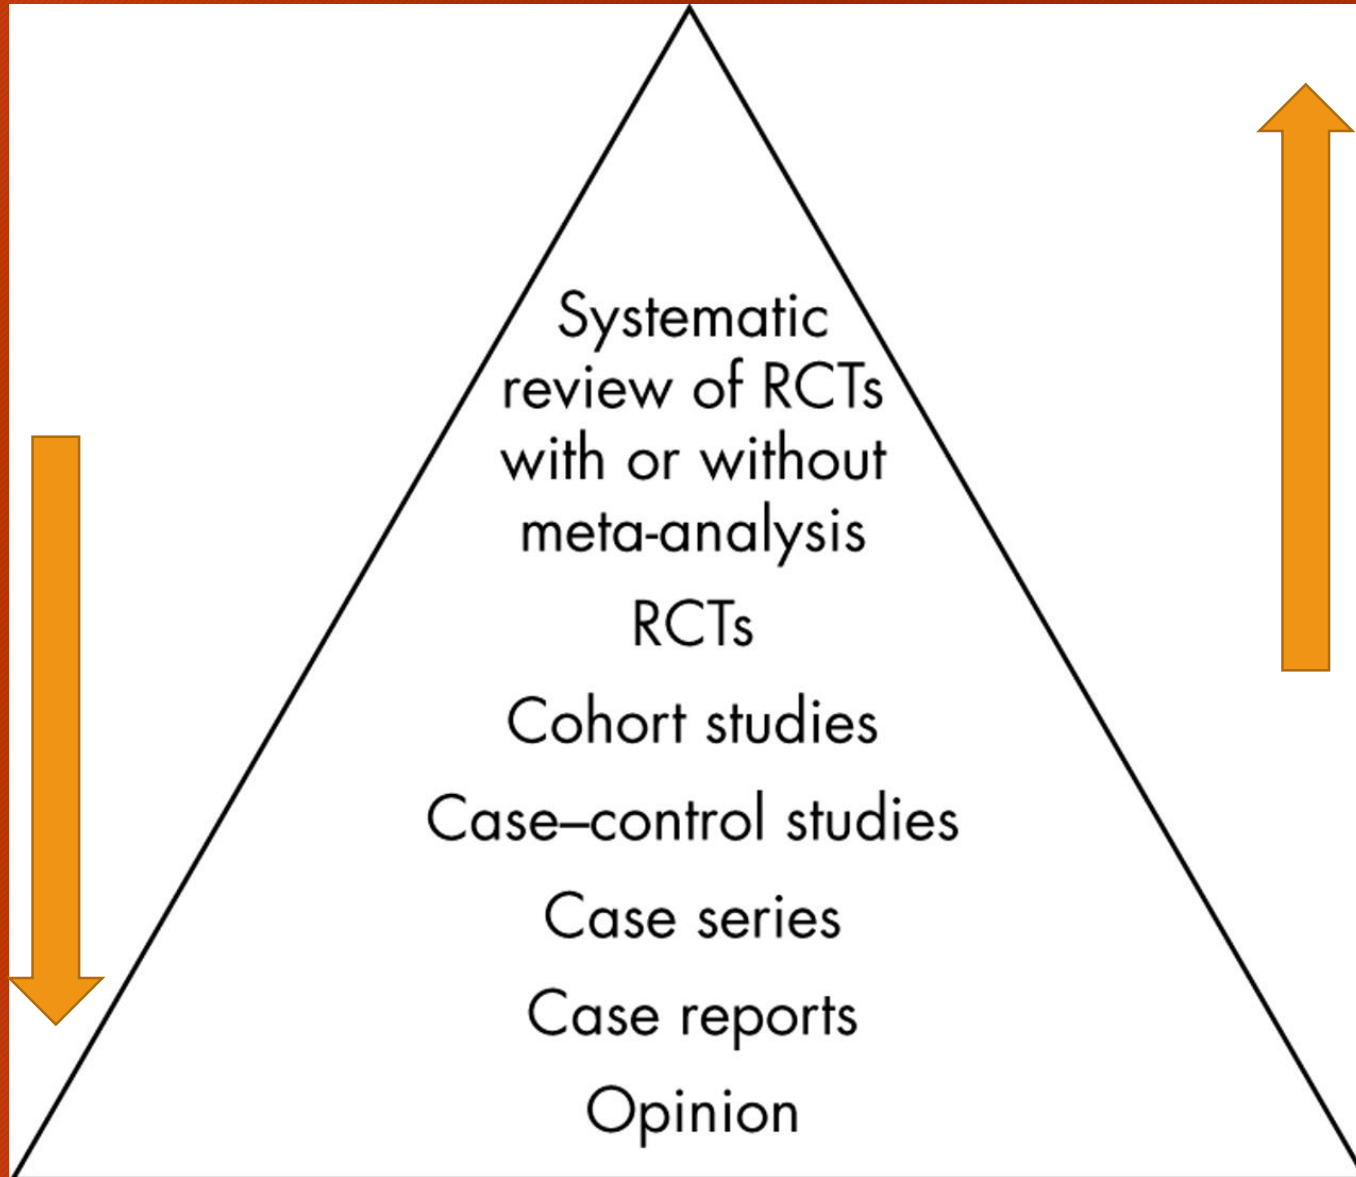 Systematic
review of RCTs
with or without
meta-analysis
RCTs
Cohort studies
Case–control studies
Case series
Case reports
Opinion